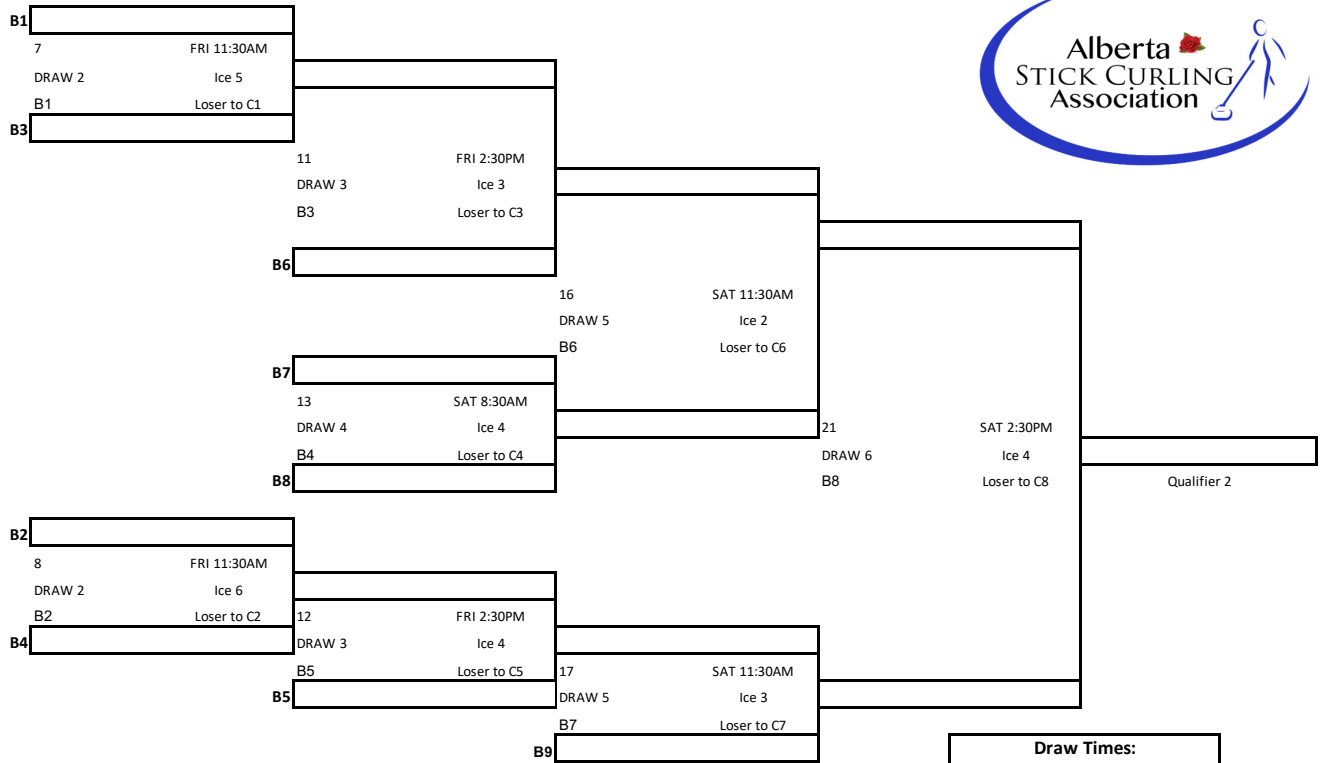 B1
7 FRI 11:30AM
DRAW 2 Ice 5
B1 Loser to C1
B3
Alberta
STICK CURLING
Association
11 FRI 2:30PM
DRAW 3 Ice 3
B3 Loser to C3
B6
16 SAT 11:30AM
DRAW 5 Ice 2
B6 Loser to C6
B7
13 SAT 8:30AM
DRAW 4 Ice 4
B4 Loser to C4
B8
21 SAT 2:30PM
DRAW 6 Ice 4
B8 Loser to C8
Qualifier 2
B2
8 FRI 11:30AM
DRAW 2 Ice 6
B2 Loser to C2
B4
12 FRI 2:30PM
DRAW 3 Ice 4
B5 Loser to C5
B5
17 SAT 11:30AM
DRAW 5 Ice 3
B7 Loser to C7
B9
Draw Times: